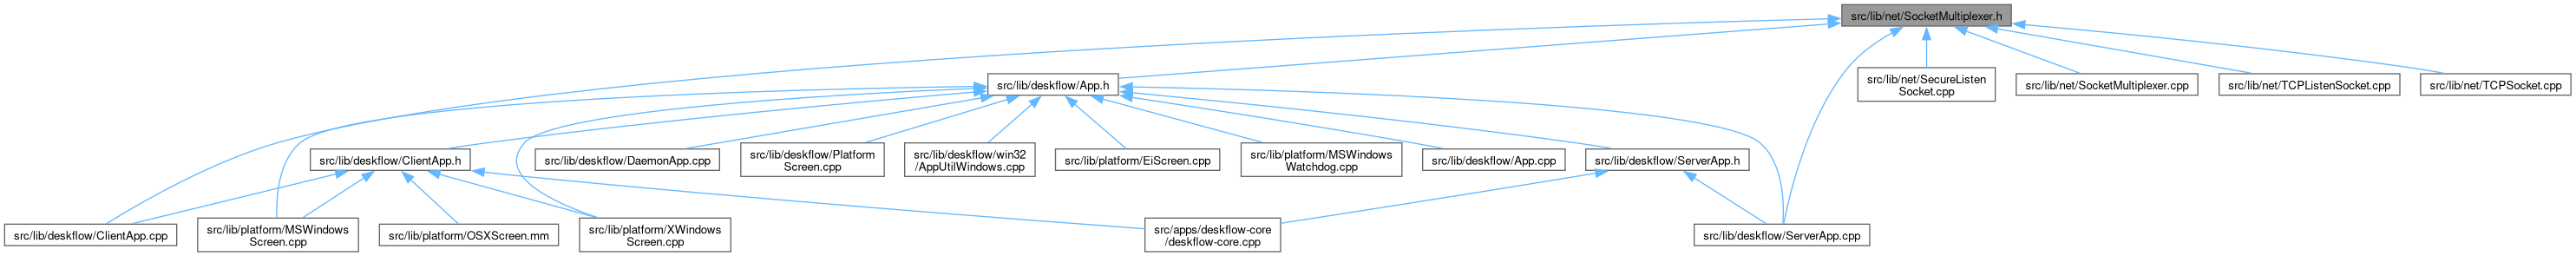 src/lib/net/SocketMultiplexer.h
src/lib/deskflow/App.h
src/lib/net/SecureListen
Socket.cpp
src/lib/net/SocketMultiplexer.cpp
src/lib/net/TCPListenSocket.cpp
src/lib/net/TCPSocket.cpp
src/lib/deskflow/ClientApp.h
src/lib/deskflow/DaemonApp.cpp
src/lib/deskflow/Platform
Screen.cpp
src/lib/deskflow/win32
/AppUtilWindows.cpp
src/lib/platform/EiScreen.cpp
src/lib/platform/MSWindows
Watchdog.cpp
src/lib/deskflow/App.cpp
src/lib/deskflow/ServerApp.h
src/lib/deskflow/ClientApp.cpp
src/lib/platform/MSWindows
Screen.cpp
src/lib/platform/OSXScreen.mm
src/lib/platform/XWindows
Screen.cpp
src/apps/deskflow-core
/deskflow-core.cpp
src/lib/deskflow/ServerApp.cpp